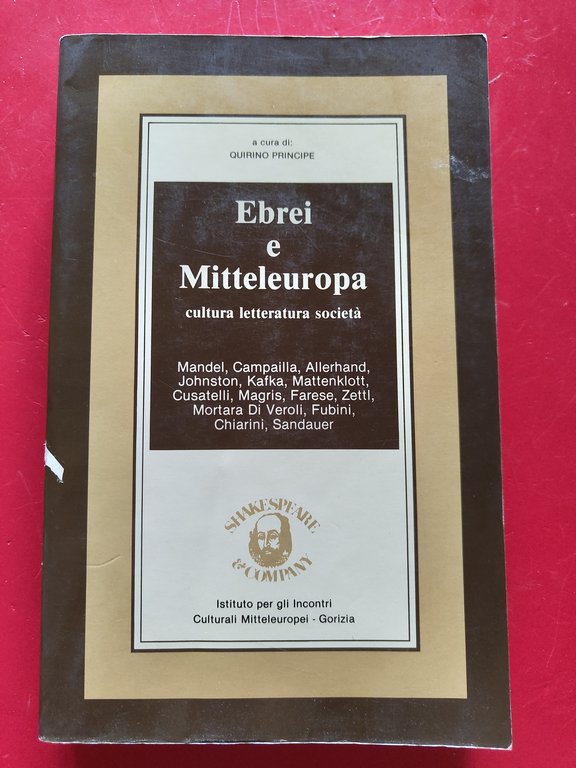 a cura di:
QUIRINO PRINCIPE
Ebrei
e
Mitteleuropa
cultura letteratura società
Mandel, Campailla, Allerhand,
Johnston, Kafka, Mattenklott,
Cusatelli, Magris, Farese, Zettl,
Mortara Di Veroli, Fubini,
Chiarini, Sandauer
SHAKESPEARE
& COMPANY
Istituto per gli Incontri
Culturali Mitteleuropei - Gorizia